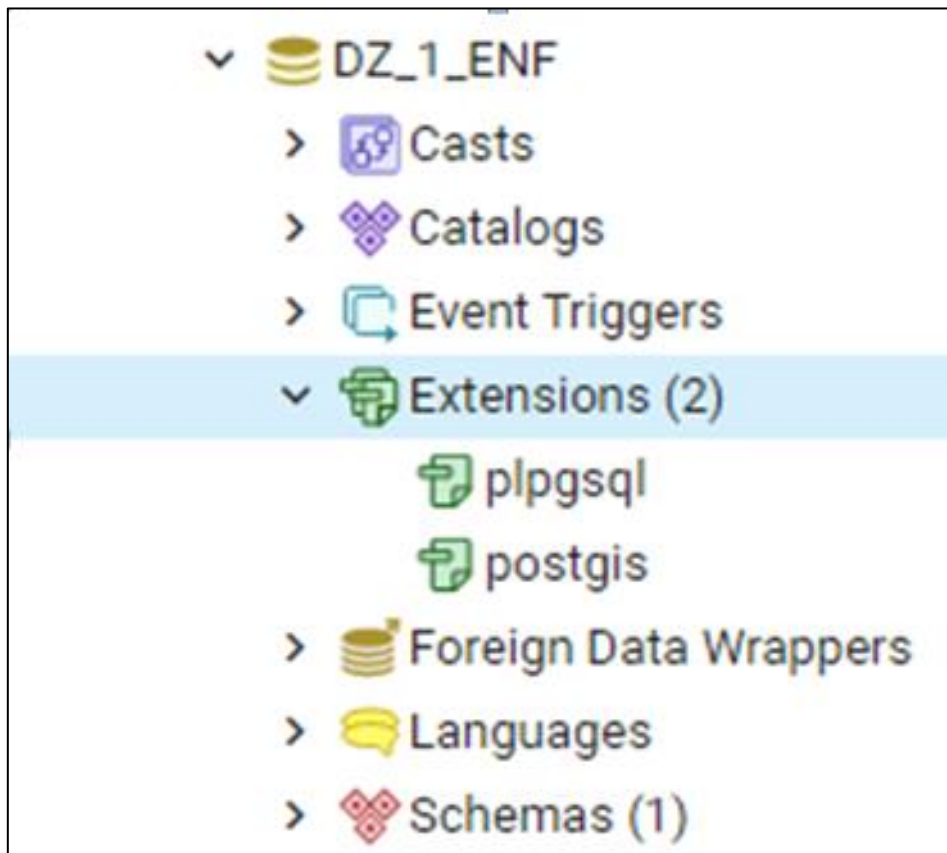 DZ_1_ENF
Casts
Catalogs
Event Triggers
Extensions (2)
plpgsql
postgis
Foreign Data Wrappers
Languages
Schemas (1)